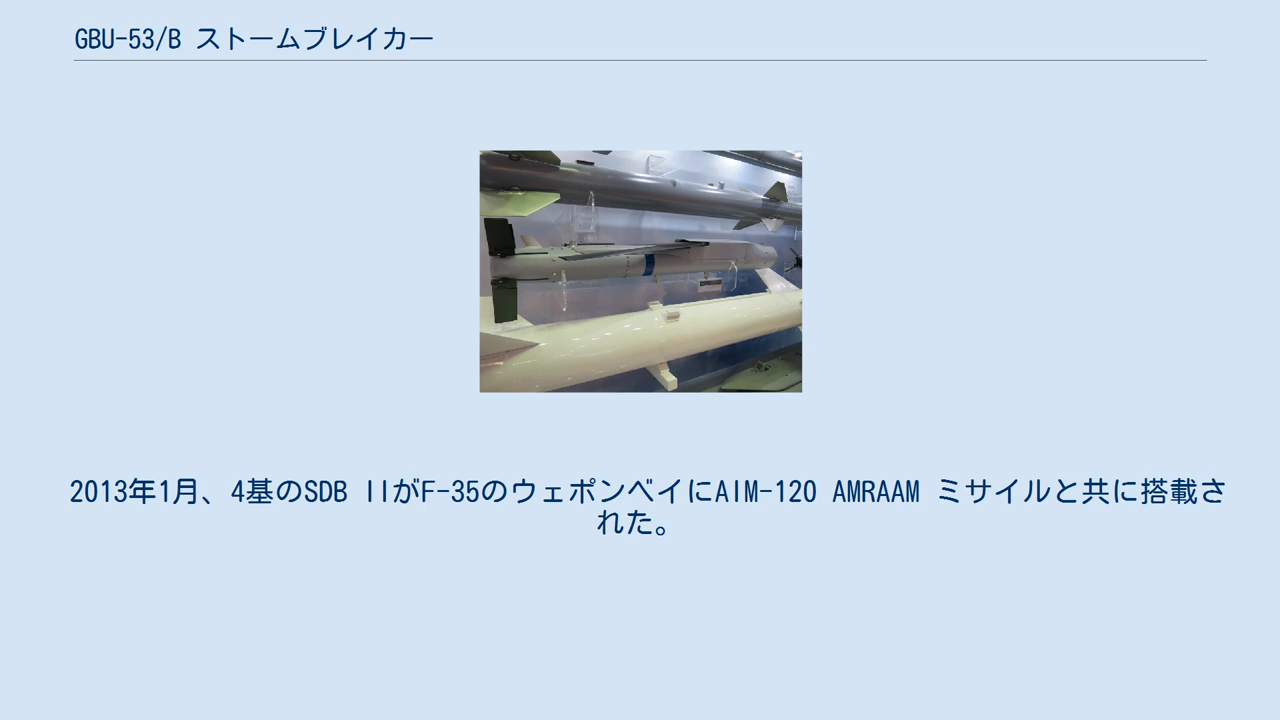 GBU-53/B ストームブレイカー
2013年1月、4基のSDB IIがF-35のウェポンベイにAIM-120 AMRAAM ミサイルと共に搭載さ
れた。